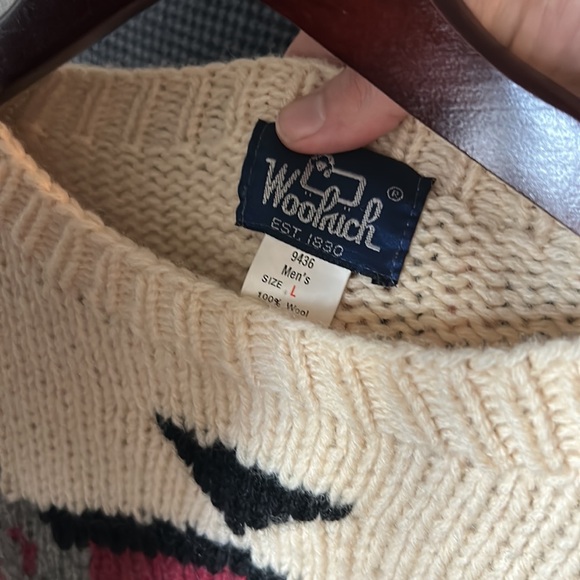 Woolrich ®
EST. 1830
9436
Men's
SIZE L
100% Wool